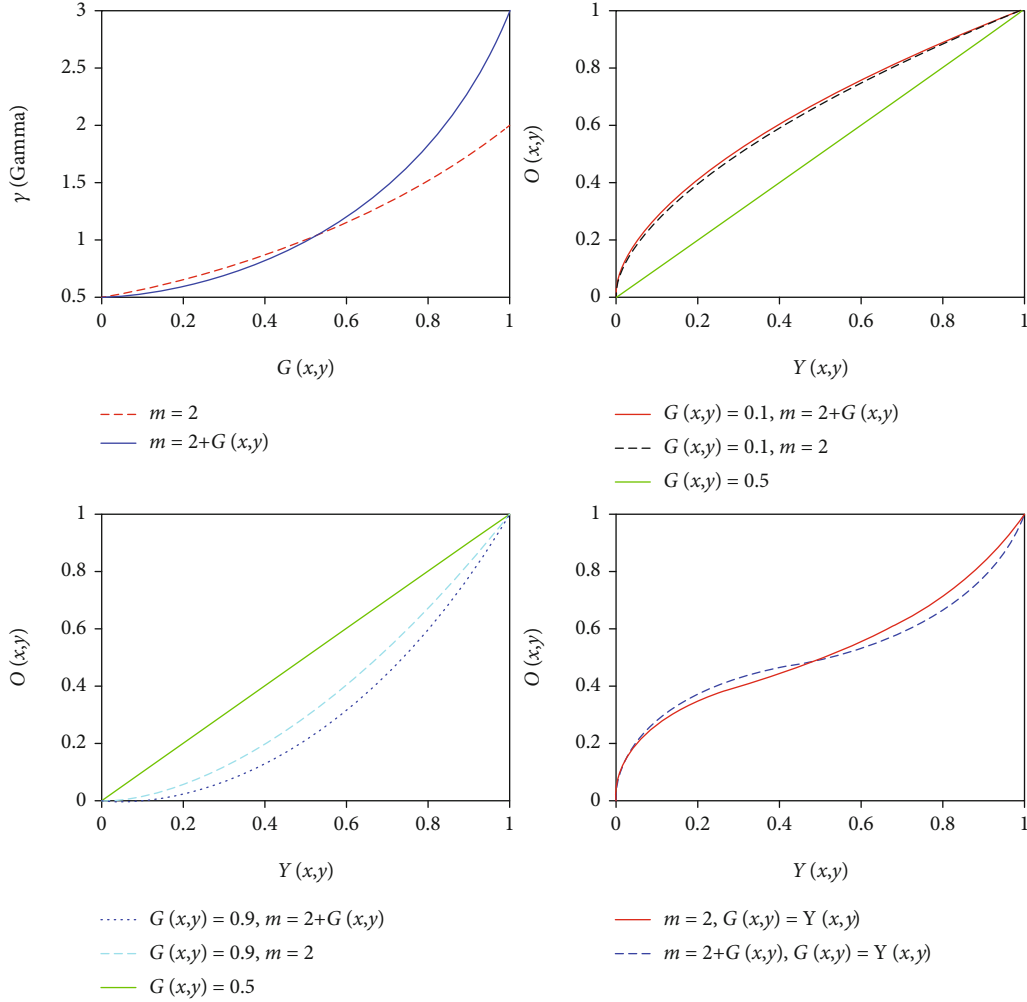 3
2.5
2
1.5
1
0.5
0 0.2 0.4 0.6 0.8 1
γ (Gamma)
G (x,y)
m = 2
m = 2+G (x,y)
1
0.8
0.6
0.4
0.2
0
0 0.2 0.4 0.6 0.8 1
O (x,y)
Y (x,y)
G (x,y) = 0.1, m = 2+G (x,y)
G (x,y) = 0.1, m = 2
G (x,y) = 0.5
1
0.8
0.6
0.4
0.2
0
0 0.2 0.4 0.6 0.8 1
O (x,y)
Y (x,y)
G (x,y) = 0.9, m = 2+G (x,y)
G (x,y) = 0.9, m = 2
G (x,y) = 0.5
1
0.8
0.6
0.4
0.2
0
0 0.2 0.4 0.6 0.8 1
O (x,y)
Y (x,y)
m = 2, G (x,y) = Y (x,y)
m = 2+G (x,y), G (x,y) = Y (x,y)